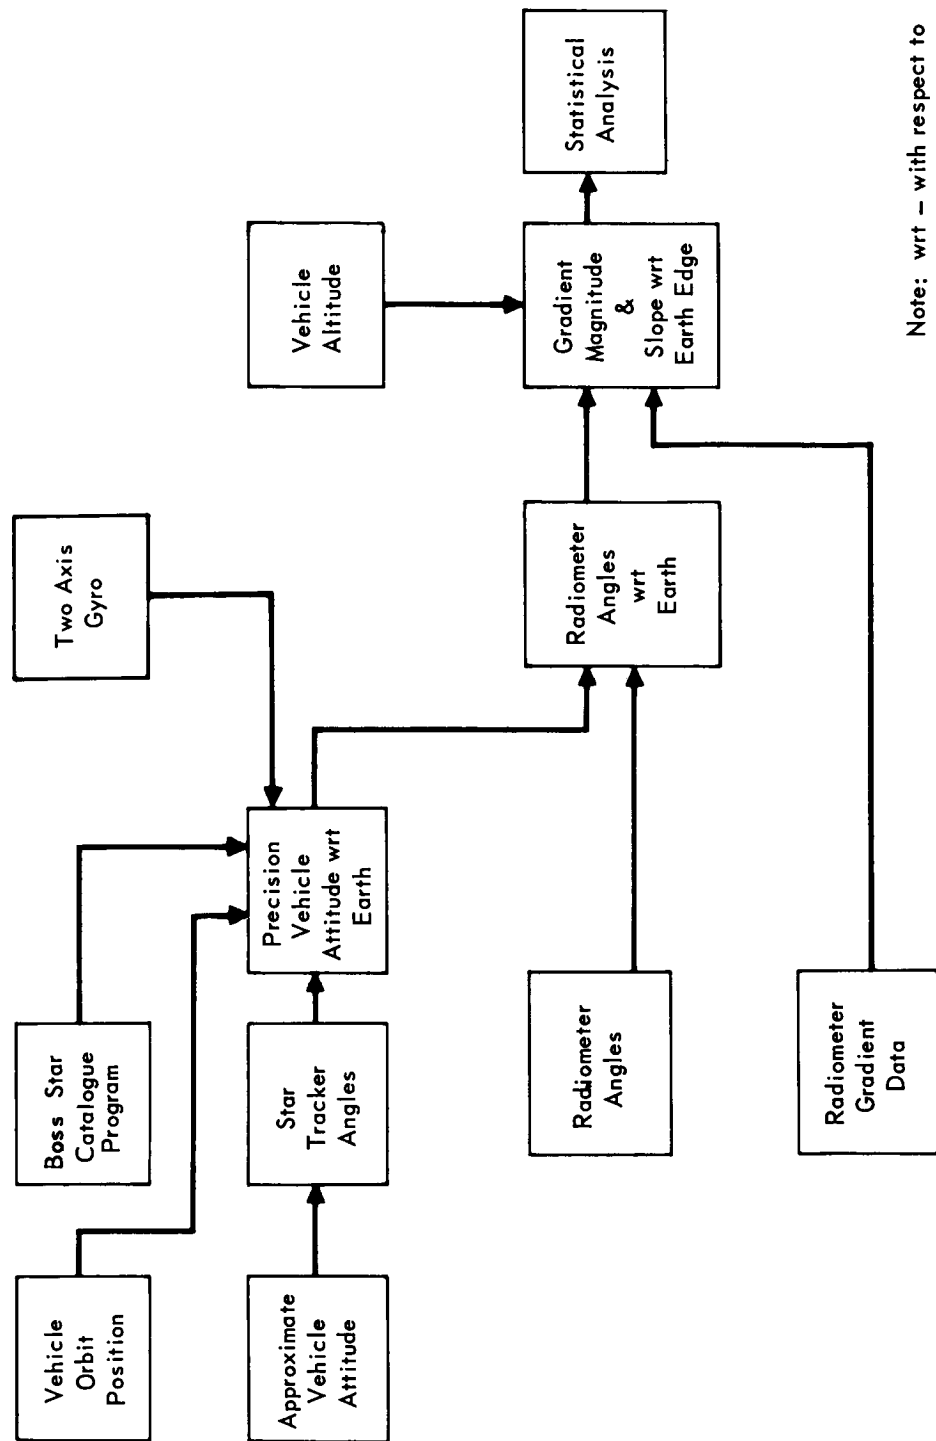 Vehicle
Orbit
Position
Boss Star
Catalogue
Program
Two Axis
Gyro
Approximate
Vehicle
Attitude
Star
Tracker
Angles
Precision
Vehicle
Attitude wrt
Earth
Vehicle
Altitude
Radiometer
Angles
Radiometer
Angles
wrt
Earth
Gradient
Magnitude
&
Slope wrt
Earth Edge
Statistical
Analysis
Radiometer
Gradient
Data
Note: wrt – with respect to